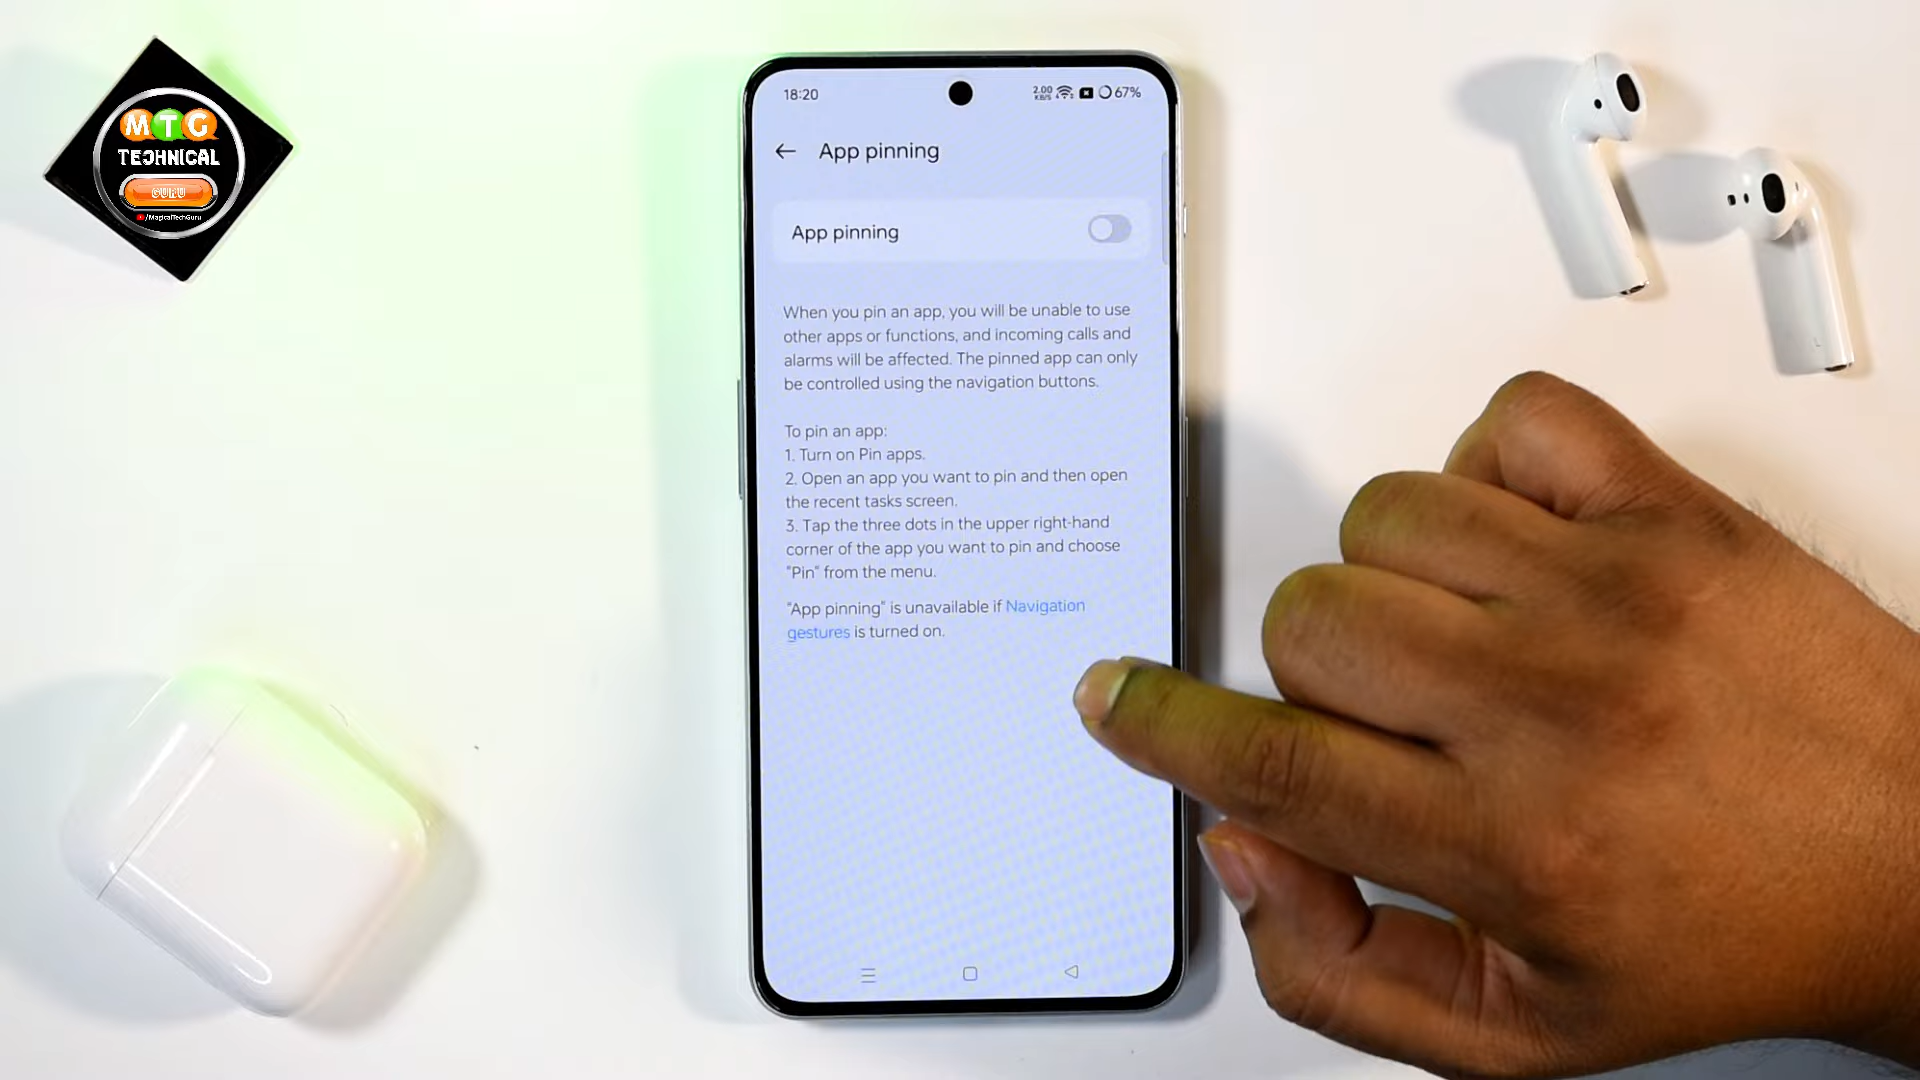 MTG
TECHNICAL
GURU
/MagicalTechGuru
18:20
2.00
KB/S
67%
App pinning
App pinning
When you pin an app, you will be unable to use
other apps or functions, and incoming calls and
alarms will be affected. The pinned app can only
be controlled using the navigation buttons.
To pin an app:
1. Turn on Pin apps.
2. Open an app you want to pin and then open
the recent tasks screen.
3. Tap the three dots in the upper right-hand
corner of the app you want to pin and choose
"Pin" from the menu.
"App pinning" is unavailable if Navigation
gestures is turned on.
L